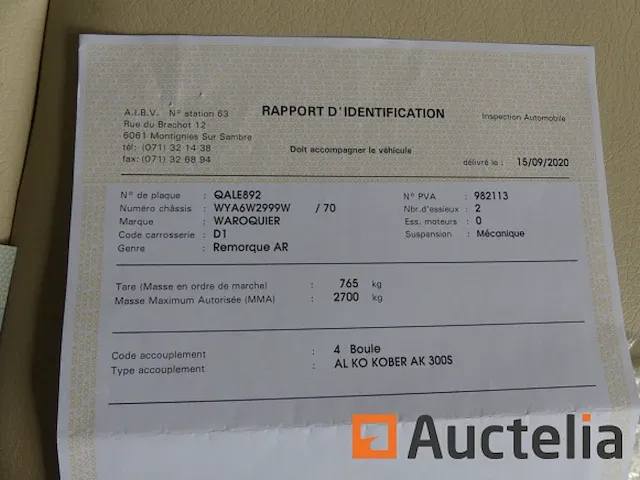 A.I.B.V. N° station 63
Rue du Brachot 12
6061 Montignies Sur Sambre
tél: (071) 32 14 38
fax: (071) 32 68 94
RAPPORT D'IDENTIFICATION
Inspection Automobile
Doit accompagner le véhicule
délivré le : 15/09/2020
N° de plaque : QALE892
Numéro châssis : WYA6W2999W / 70
Marque : WAROQUIER
Code carrosserie : D1
Genre : Remorque AR
N° PVA : 982113
Nbr.d'essieux : 2
Ess. moteurs : 0
Suspension : Mécanique
Tare (Masse en ordre de marche) : 765 kg
Masse Maximum Autorisée (MMA) : 2700 kg
Code accouplement : 4 Boule
Type accouplement : AL KO KOBER AK 300S
Auctelia